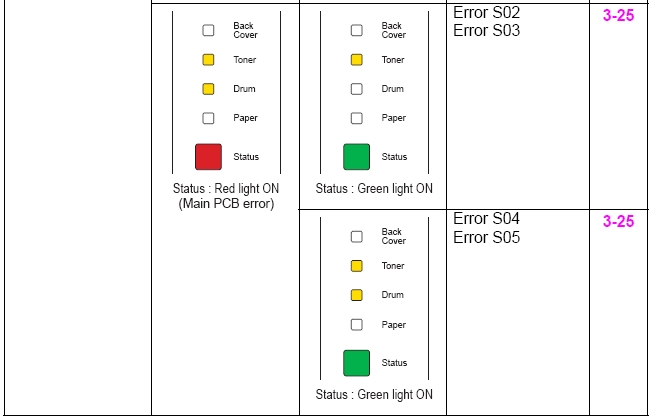 Back
Cover
Toner
Drum
Paper
Status
Status : Red light ON
(Main PCB error)
Back
Cover
Toner
Drum
Paper
Status
Status : Green light ON
Error S02
Error S03
3-25
Back
Cover
Toner
Drum
Paper
Status
Status : Green light ON
Error S04
Error S05
3-25